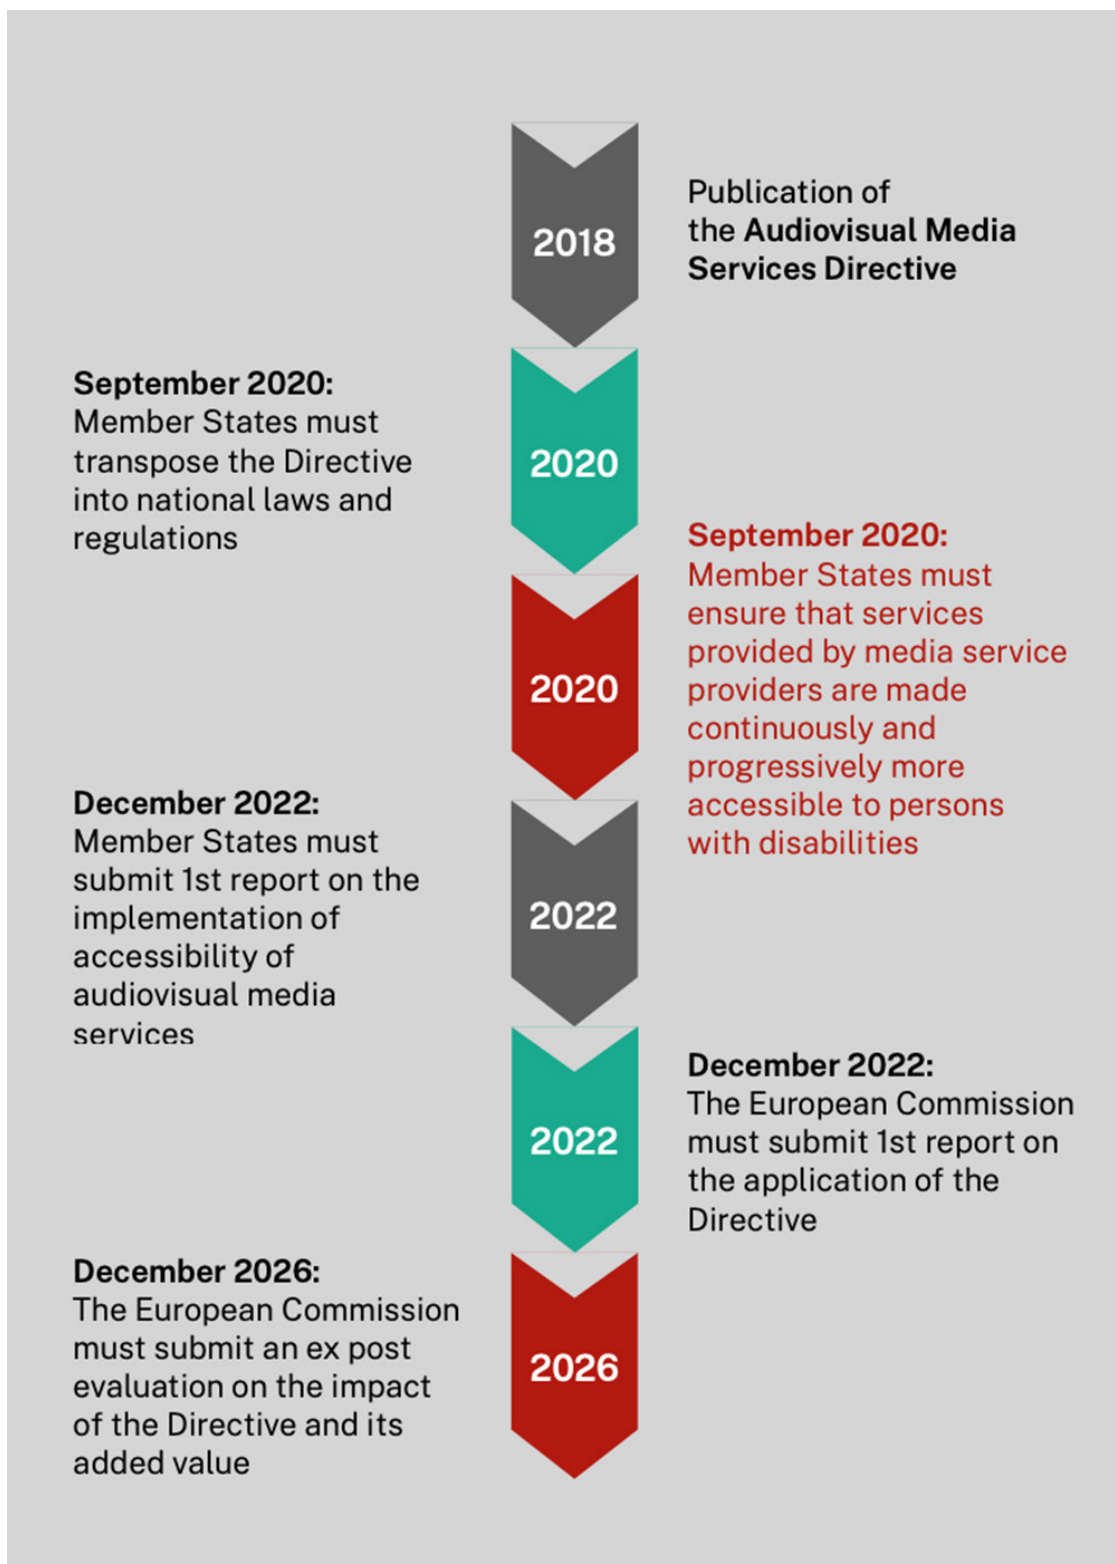 2018
Publication of
the Audiovisual Media
Services Directive
September 2020:
Member States must
transpose the Directive
into national laws and
regulations
2020
September 2020:
Member States must
ensure that services
provided by media service
providers are made
continuously and
progressively more
accessible to persons
with disabilities
2020
December 2022:
Member States must
submit 1st report on the
implementation of
accessibility of
audiovisual media
services
2022
December 2022:
The European Commission
must submit 1st report on
the application of the
Directive
2022
December 2026:
The European Commission
must submit an ex post
evaluation on the impact
of the Directive and its
added value
2026